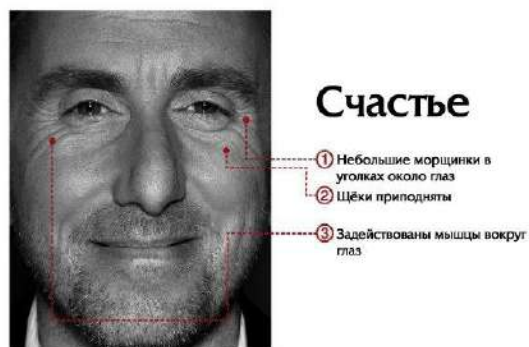 Счастье
1 Небольшие морщинки в
уголках около глаз
2 Щёки приподняты
3 Задействованы мышцы вокруг
глаз